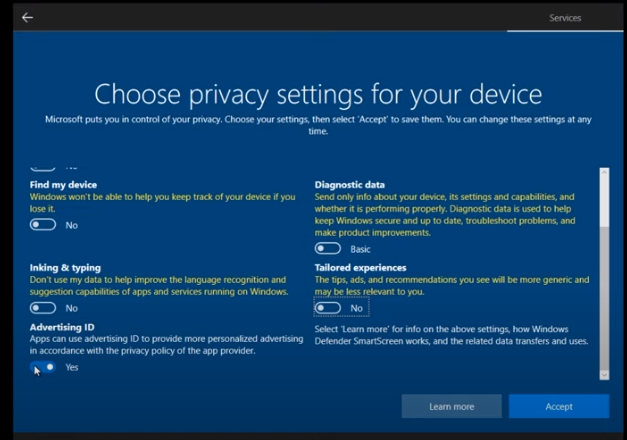 Services
Choose privacy settings for your device
Microsoft puts you in control of your privacy. Choose your settings, then select 'Accept' to save them. You can change these settings at any
time.
Find my device
Windows won't be able to help you keep track of your device if you
lose it.
No
Diagnostic data
Send only info about your device, its settings and capabilities, and
whether it is performing properly. Diagnostic data is used to help
keep Windows secure and up to date, troubleshoot problems, and
make product improvements.
Basic
Inking & typing
Don't use my data to help improve the language recognition and
suggestion capabilities of apps and services running on Windows.
No
Tailored experiences
The tips, ads, and recommendations you see will be more generic and
may be less relevant to you.
No
Advertising ID
Apps can use advertising ID to provide more personalized advertising
in accordance with the privacy policy of the app provider.
Yes
Select 'Learn more' for info on the above settings, how Windows
Defender SmartScreen works, and the related data transfers and uses.
Learn more
Accept